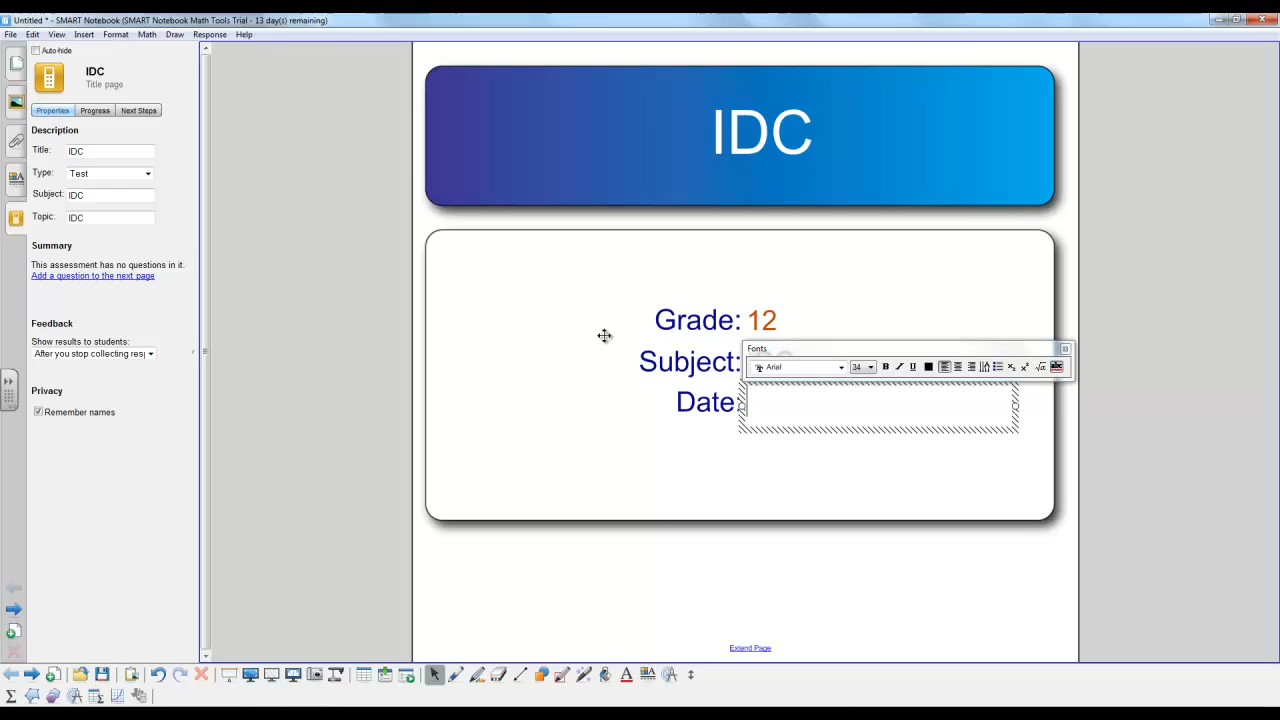 Untitled * - SMART Notebook (SMART Notebook Math Tools Trial - 13 day(s) remaining)
File Edit View Insert Format Math Draw Response Help
Auto-hide
IDC
Title page
Properties Progress Next Steps
Description
Title: IDC
Type: Test
Subject: IDC
Topic: IDC
Summary
This assessment has no questions in it.
Add a question to the next page
Feedback
Show results to students:
After you stop collecting resp
Privacy
Remember names
IDC
Grade: 12
Subject:
Fonts
Arial 34 B I U
Date:
Extend Page